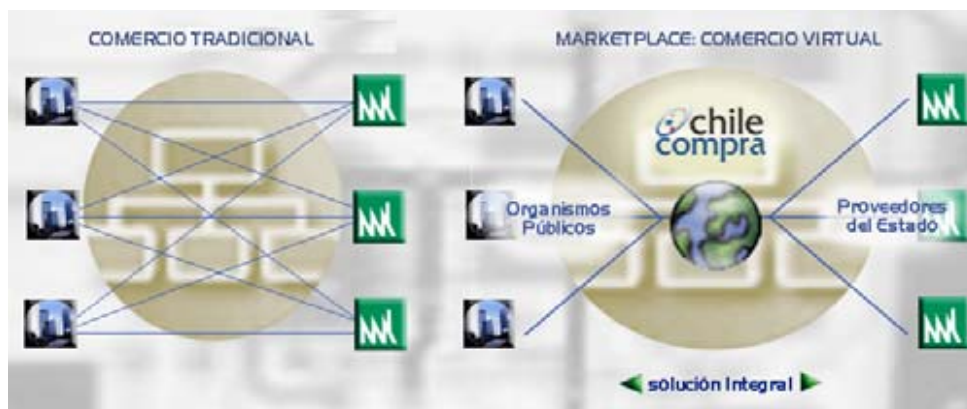 COMERCIO TRADICIONAL
MARKETPLACE: COMERCIO VIRTUAL
chile
compra
Organismos
Públicos
Proveedores
del Estado
solución Integral